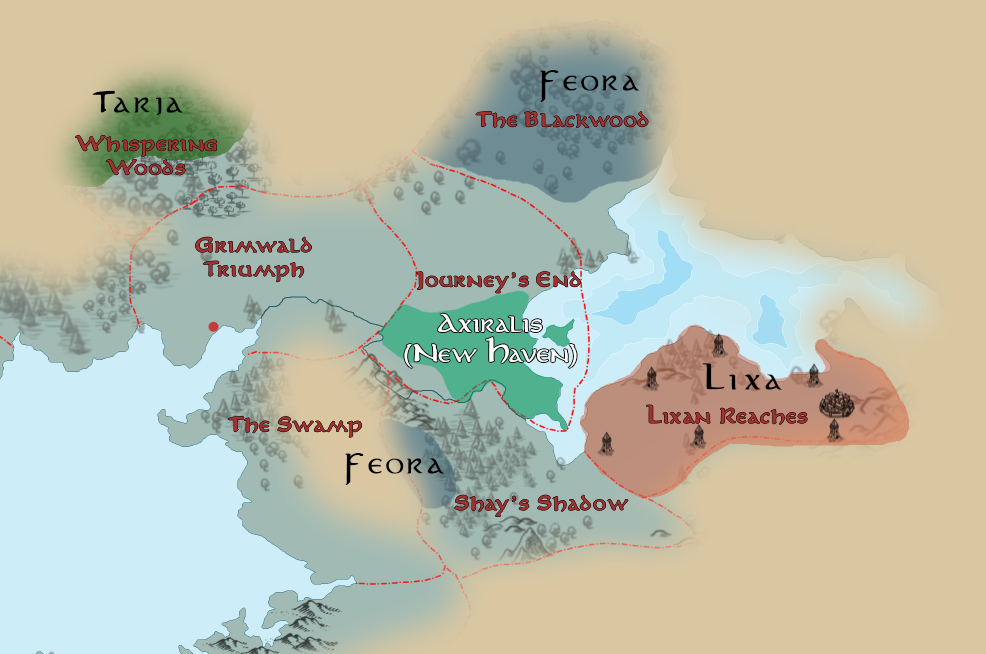 Feora
The Blackwood
Tarja
Whispering
Woods
Grimwald
Triumph
Journey's End
Axiralis
(New Haven)
Lixa
Lixan Reaches
The Swamp
Feora
Shay's Shadow